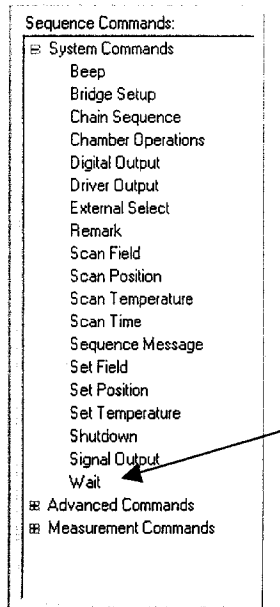 Sequence Commands:
System Commands
Beep
Bridge Setup
Chain Sequence
Chamber Operations
Digital Output
Driver Output
External Select
Remark
Scan Field
Scan Position
Scan Temperature
Scan Time
Sequence Message
Set Field
Set Position
Set Temperature
Shutdown
Signal Output
Wait
Advanced Commands
Measurement Commands